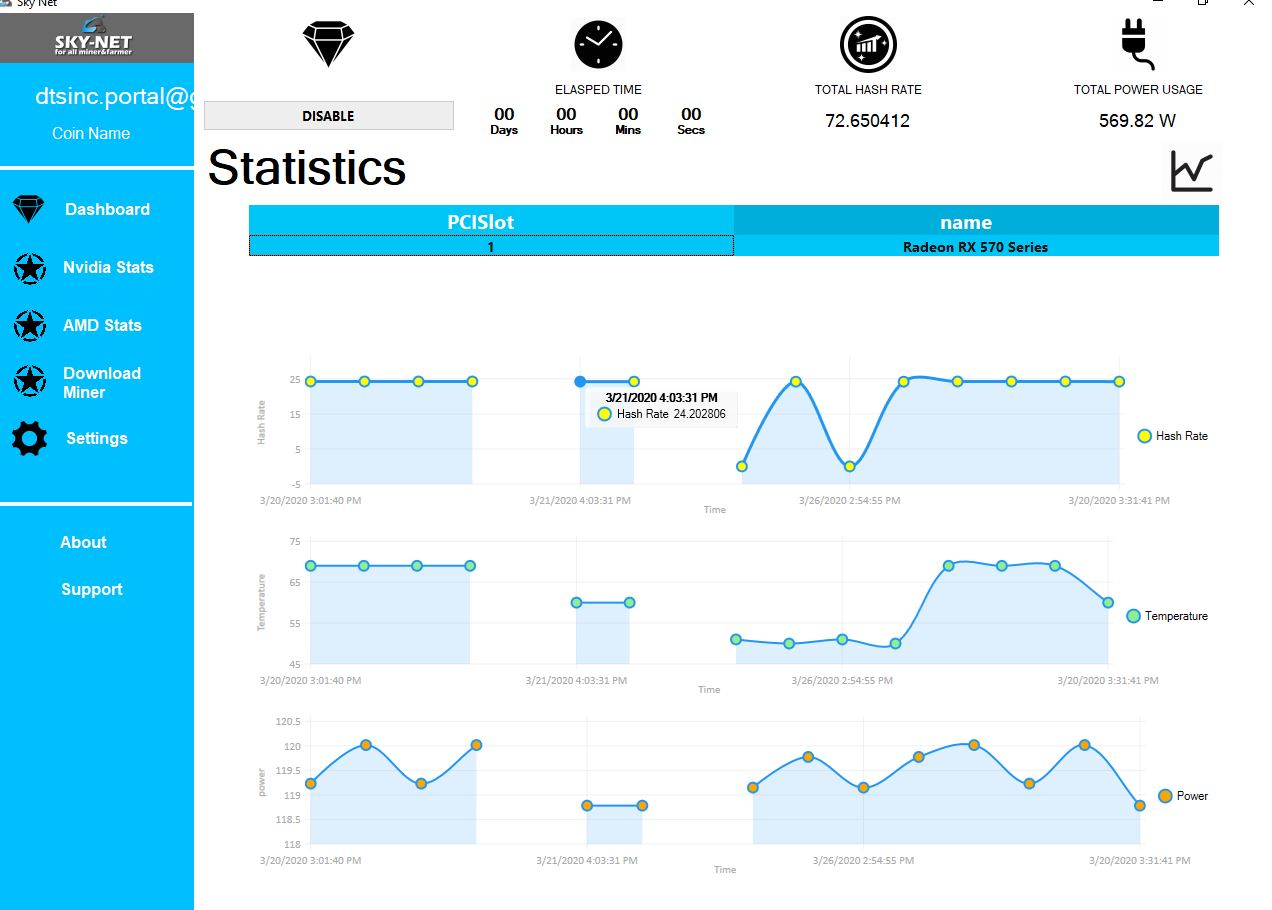 Sky Net
SKY-NET
for all miner&farmer
dtsinc.portal@g
Coin Name
Dashboard
Nvidia Stats
AMD Stats
Download
Miner
Settings
About
Support
DISABLE
ELASPED TIME
00 00 00 00
Days Hours Mins Secs
TOTAL HASH RATE
72.650412
TOTAL POWER USAGE
569.82 W
Statistics
PCISlot name
1 Radeon RX 570 Series
Hash Rate
25
15
5
-5
3/21/2020 4:03:31 PM
Hash Rate 24.202806
Hash Rate
3/20/2020 3:01:40 PM 3/21/2020 4:03:31 PM 3/26/2020 2:54:55 PM 3/20/2020 3:31:41 PM
Time
Temperature
75
65
55
45
Temperature
3/20/2020 3:01:40 PM 3/21/2020 4:03:31 PM 3/26/2020 2:54:55 PM 3/20/2020 3:31:41 PM
Time
power
120.5
120
119.5
119
118.5
118
Power
3/20/2020 3:01:40 PM 3/21/2020 4:03:31 PM 3/26/2020 2:54:55 PM 3/20/2020 3:31:41 PM
Time